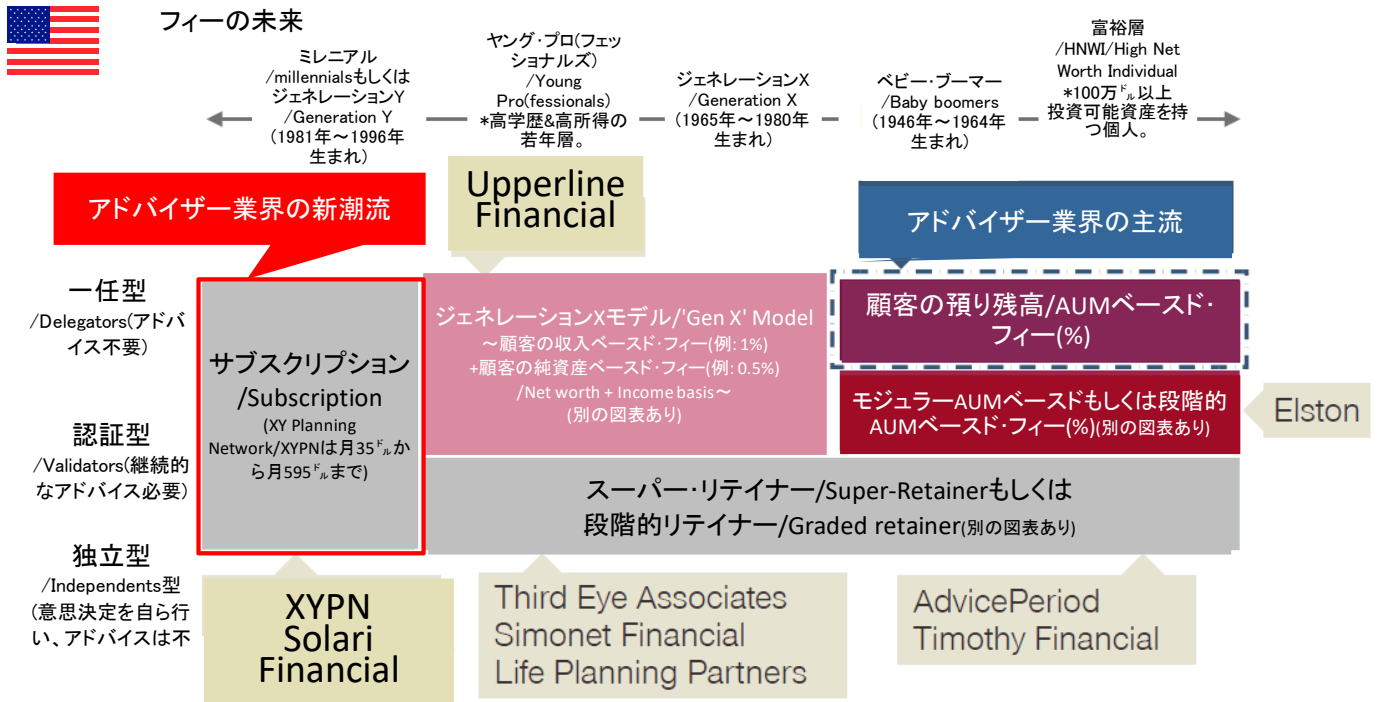 フィーの未来
ミレニアル
/millennialsもしくは
ジェネレーションY
/Generation Y
(1981年～1996年
生まれ)
ヤング・プロ(フェッ
ショナルズ)
/Young
Pro(fessionals)
*高学歴&高所得の
若年層。
ジェネレーションX
/Generation X
(1965年～1980年
生まれ)
ベビー・ブーマー
/Baby boomers
(1946年～1964年
生まれ)
富裕層
/HNWI/High Net
Worth Individual
*100万ドル以上
投資可能資産を持
つ個人。
アドバイザー業界の新潮流
Upperline
Financial
アドバイザー業界の主流
一任型
/Delegators(アドバ
イス不要)
認証型
/Validators(継続的
なアドバイス必要)
独立型
/Independents型
(意思決定を自ら行
い、アドバイスは不
サブスクリプション
/Subscription
(XY Planning
Network/XYPNは月35ドルか
ら月595ドルまで)
ジェネレーションXモデル/'Gen X' Model
～顧客の収入ベースド・フィー(例: 1%)
+顧客の純資産ベースド・フィー(例: 0.5%)
/Net worth + Income basis～
(別の図表あり)
顧客の預り残高/AUMベースド・
フィー(%)
モジュラーAUMベースドもしくは段階的
AUMベースド・フィー(%)(別の図表あり)
Elston
スーパー・リテイナー/Super-Retainerもしくは
段階的リテイナー/Graded retainer(別の図表あり)
XYPN
Solari
Financial
Third Eye Associates
Simonet Financial
Life Planning Partners
AdvicePeriod
Timothy Financial